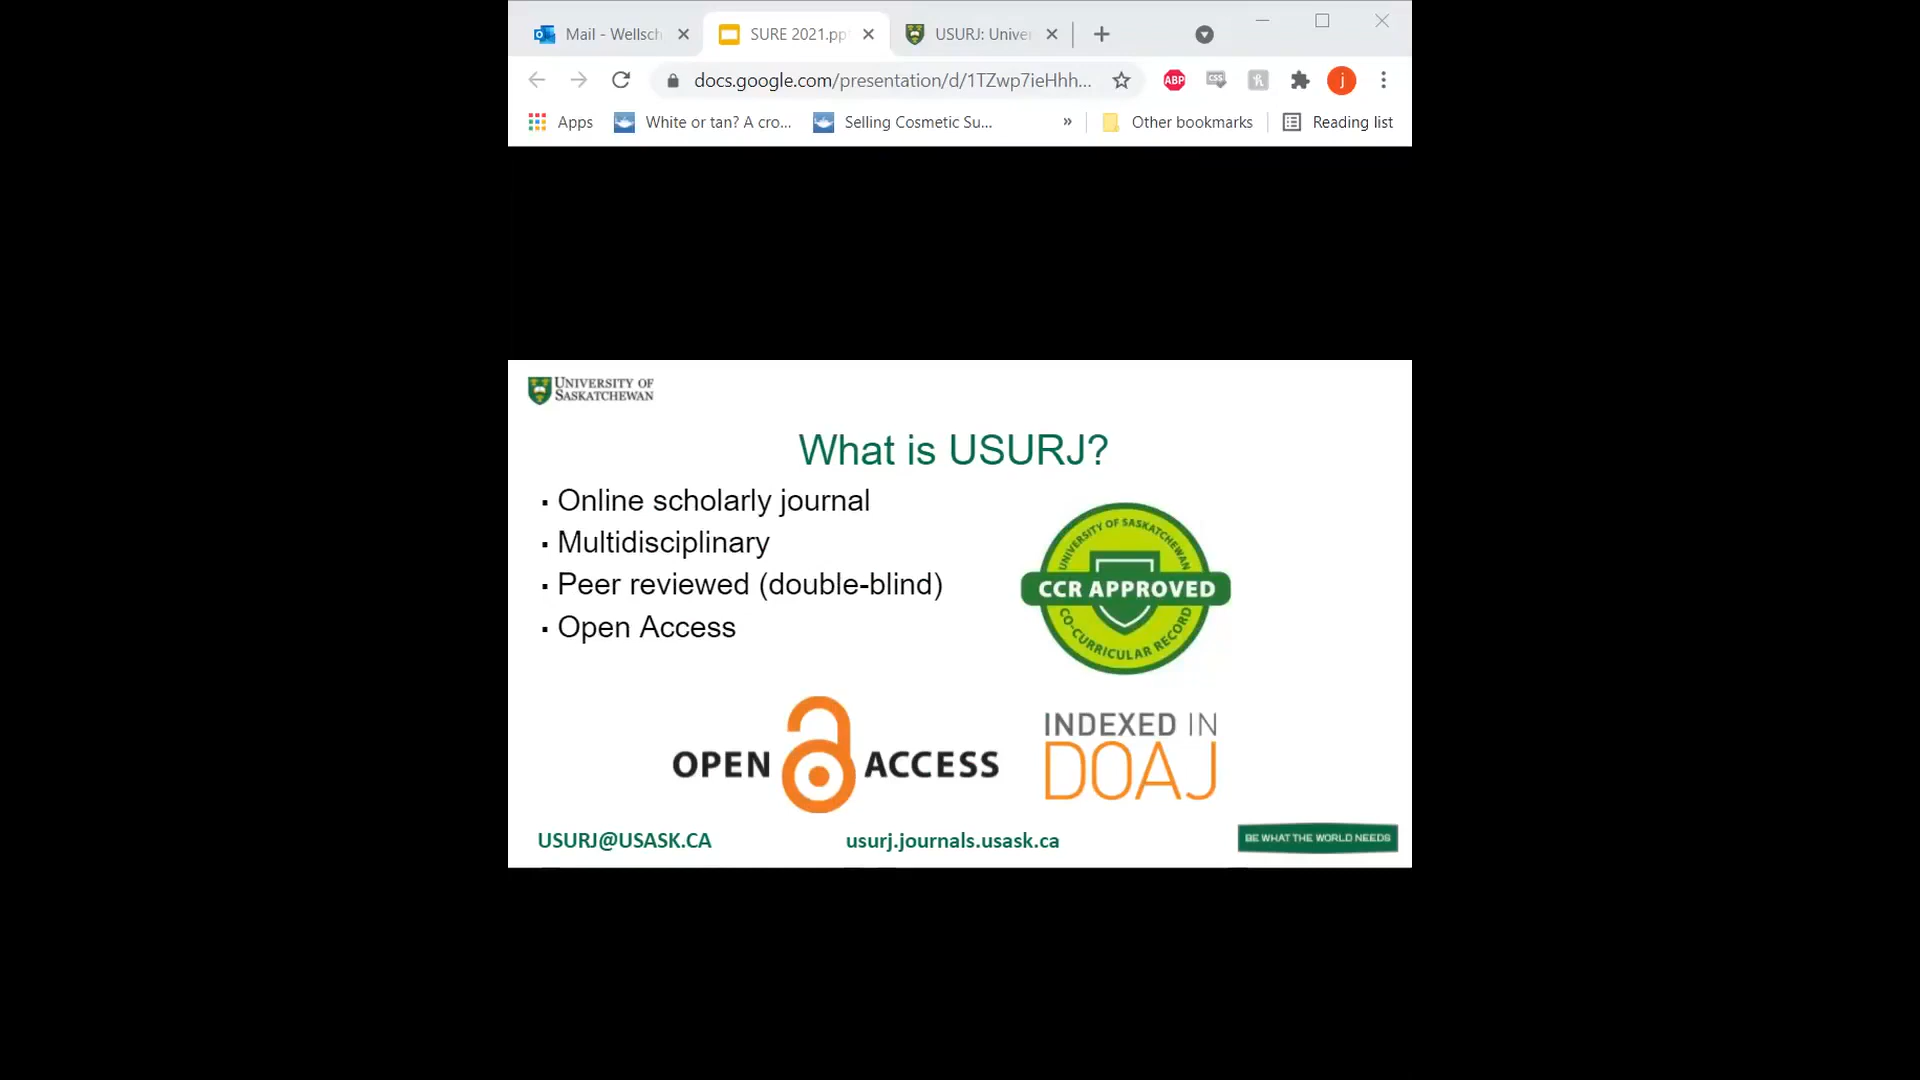 Mail - Wellsch
SURE 2021.pp
USURJ: Univer
docs.google.com/presentation/d/1TZwp7ieHhh...
ABP
CSS
j
Apps
White or tan? A cro...
Selling Cosmetic Su...
»
Other bookmarks
Reading list
UNIVERSITY OF
SASKATCHEWAN
What is USURJ?
▪ Online scholarly journal
▪ Multidisciplinary
▪ Peer reviewed (double-blind)
▪ Open Access
UNIVERSITY OF SASKATCHEWAN
CCR APPROVED
CO-CURRICULAR RECORD
OPEN ACCESS
INDEXED IN
DOAJ
USURJ@USASK.CA
usurj.journals.usask.ca
BE WHAT THE WORLD NEEDS